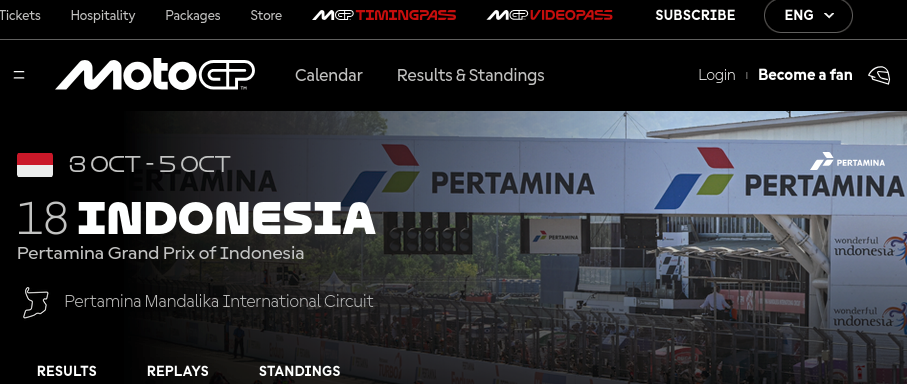 Tickets Hospitality Packages Store MGP TIMINGPASS MGP VIDEOPASS SUBSCRIBE ENG
MotoGP™ Calendar Results & Standings Login Become a fan
3 OCT - 5 OCT
PERTAMINA
PERTAMINA
PERTAMINA
PERTAMINA
18 INDONESIA
PERTAMINA
Pertamina Grand Prix of Indonesia
wonderful
indonesia
Pertamina Mandalika International Circuit
wonderful
indonesia
RESULTS REPLAYS STANDINGS